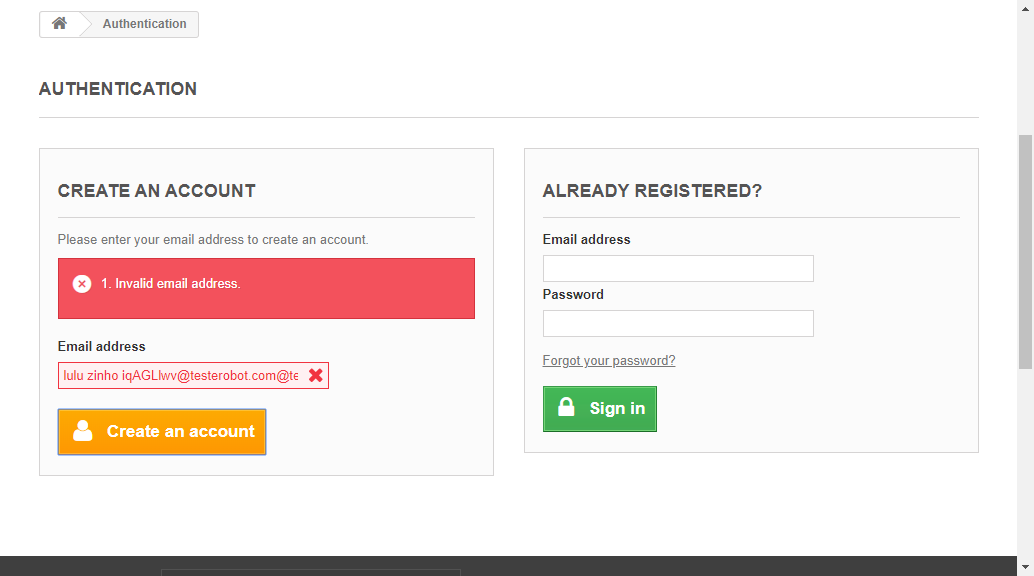 Authentication
AUTHENTICATION
CREATE AN ACCOUNT
Please enter your email address to create an account.
1. Invalid email address.
Email address
lulu zinho iqAGLlwv@testerobot.com@te
Create an account
ALREADY REGISTERED?
Email address
Password
Forgot your password?
Sign in